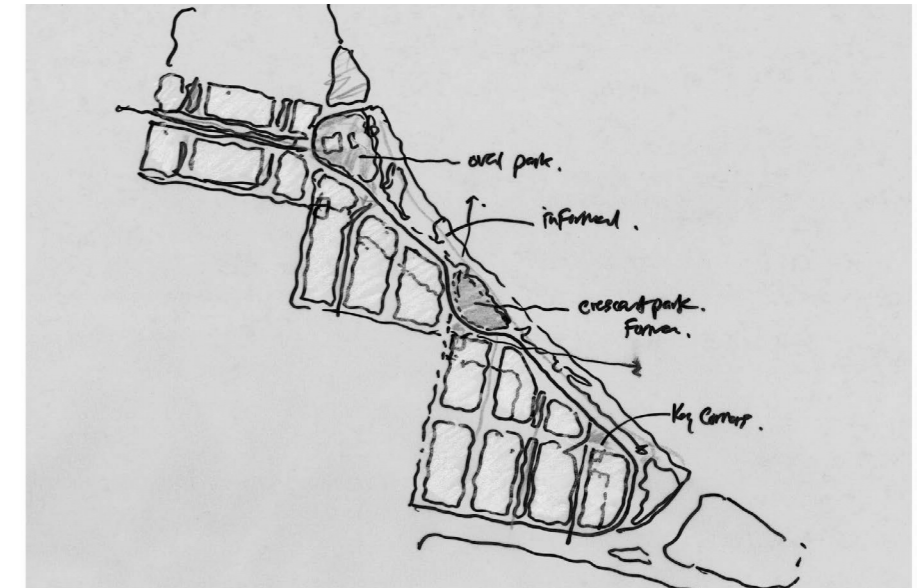 oval park.
informal.
crescent park.
Formal.
Key Corners.